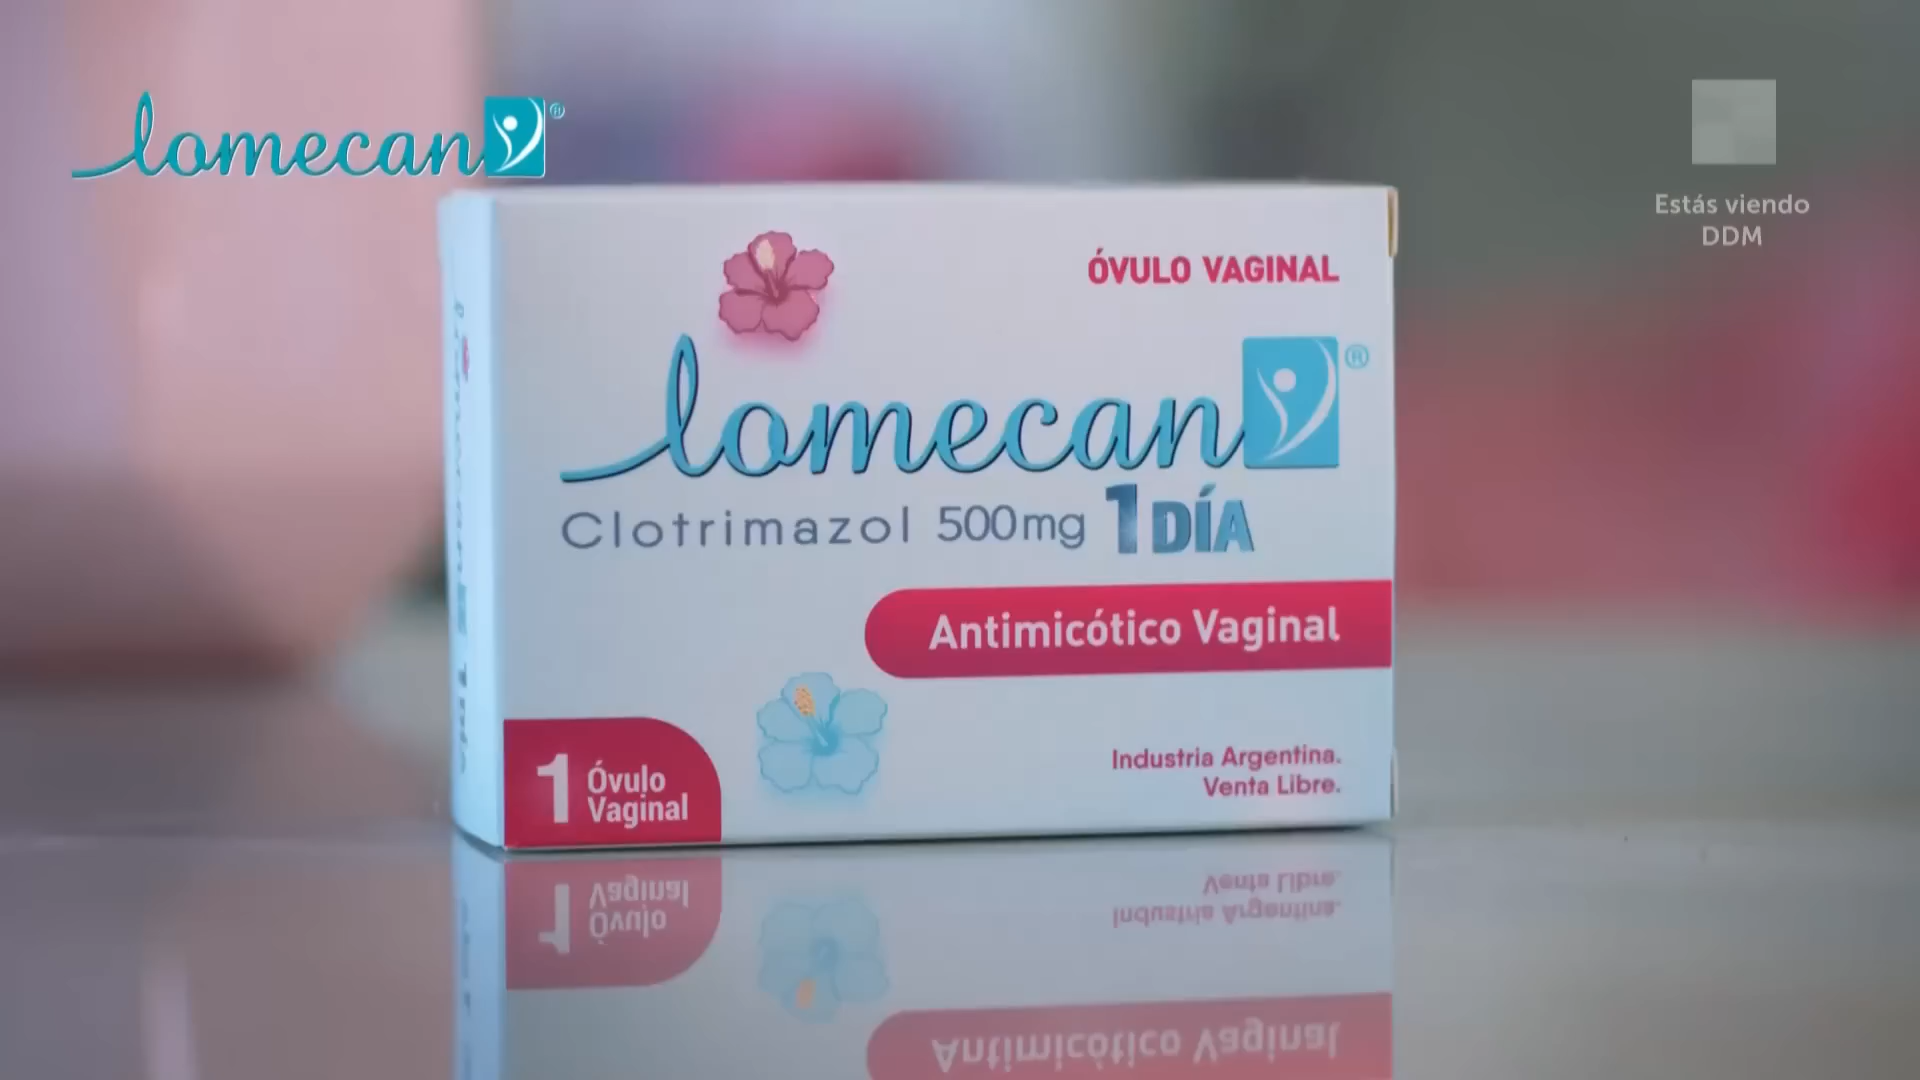 lomecan®
Estás viendo
DDM
ÓVULO VAGINAL
lomecan®
Clotrimazol 500mg 1 DÍA
Antimicótico Vaginal
1 Óvulo
Vaginal
Industria Argentina.
Venta Libre.